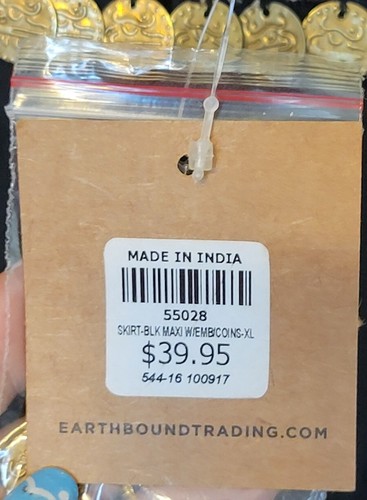 MADE IN INDIA
55028
SKIRT-BLK MAXI W/EMB/COINS-XL
$39.95
544-16 100917
EARTHBOUNDTRADING.COM